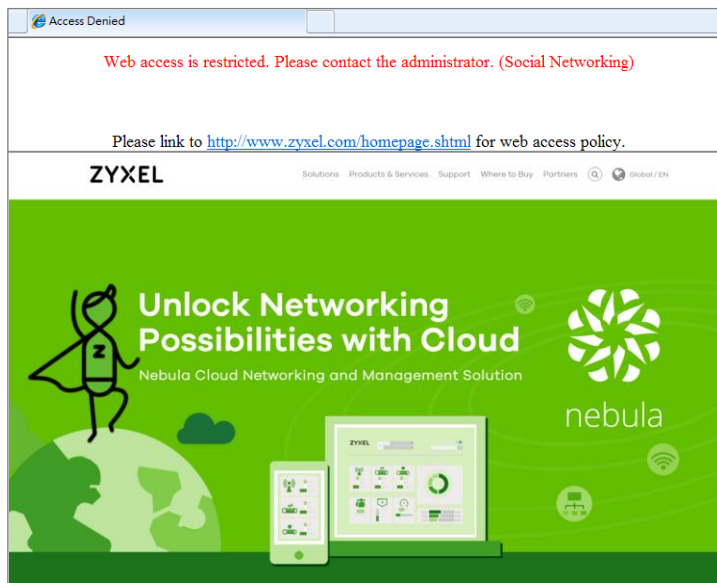 Access Denied
Web access is restricted. Please contact the administrator. (Social Networking)
Please link to http://www.zyxel.com/homepage.shtml for web access policy.
ZYXEL
Solutions Products & Services Support Where to Buy Partners Global / EN
Unlock Networking
Possibilities with Cloud
Nebula Cloud Networking and Management Solution
nebula
Z
ZYXEL